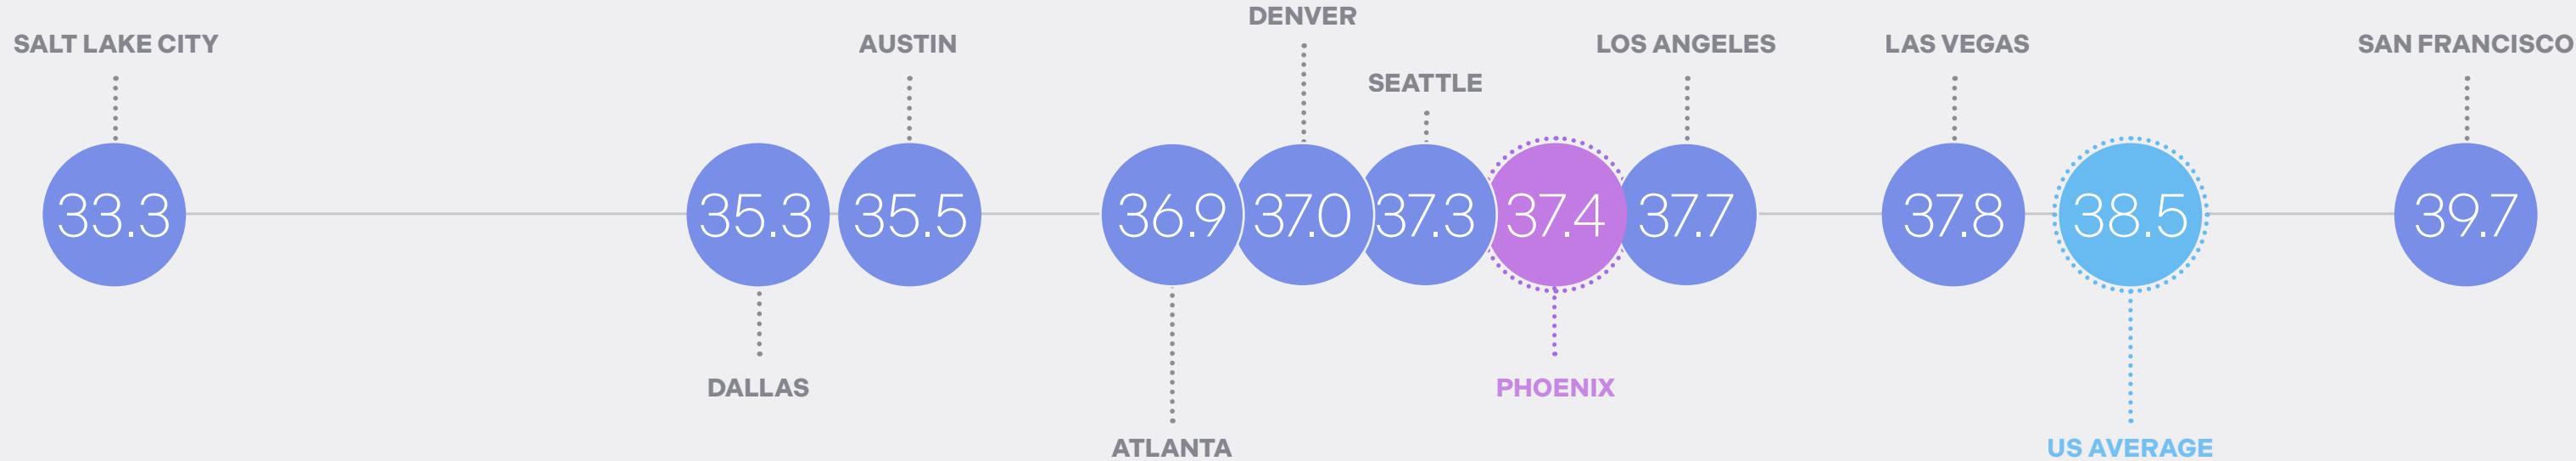 DENVER
SALT LAKE CITY
AUSTIN
LOS ANGELES
LAS VEGAS
SAN FRANCISCO
SEATTLE
33.3
35.3
35.5
36.9
37.0
37.3
37.4
37.7
37.8
38.5
39.7
DALLAS
PHOENIX
ATLANTA
US AVERAGE